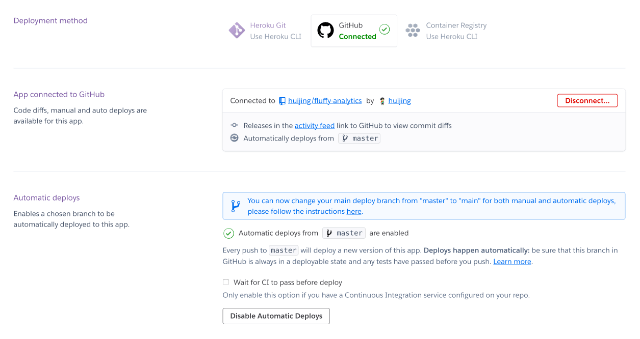 Deployment method
Heroku Git
Use Heroku CLI
GitHub
Connected
Container Registry
Use Heroku CLI
App connected to GitHub
Code diffs, manual and auto deploys are
available for this app.
Connected to huijing/fluffy-analytics by huijing
Disconnect...
Releases in the activity feed link to GitHub to view commit diffs
Automatically deploys from master
Automatic deploys
Enables a chosen branch to be
automatically deployed to this app.
You can now change your main deploy branch from "master" to "main" for both manual and automatic deploys,
please follow the instructions here.
Automatic deploys from master are enabled
Every push to master will deploy a new version of this app. Deploys happen automatically: be sure that this branch in
GitHub is always in a deployable state and any tests have passed before you push. Learn more.
Wait for CI to pass before deploy
Only enable this option if you have a Continuous Integration service configured on your repo.
Disable Automatic Deploys